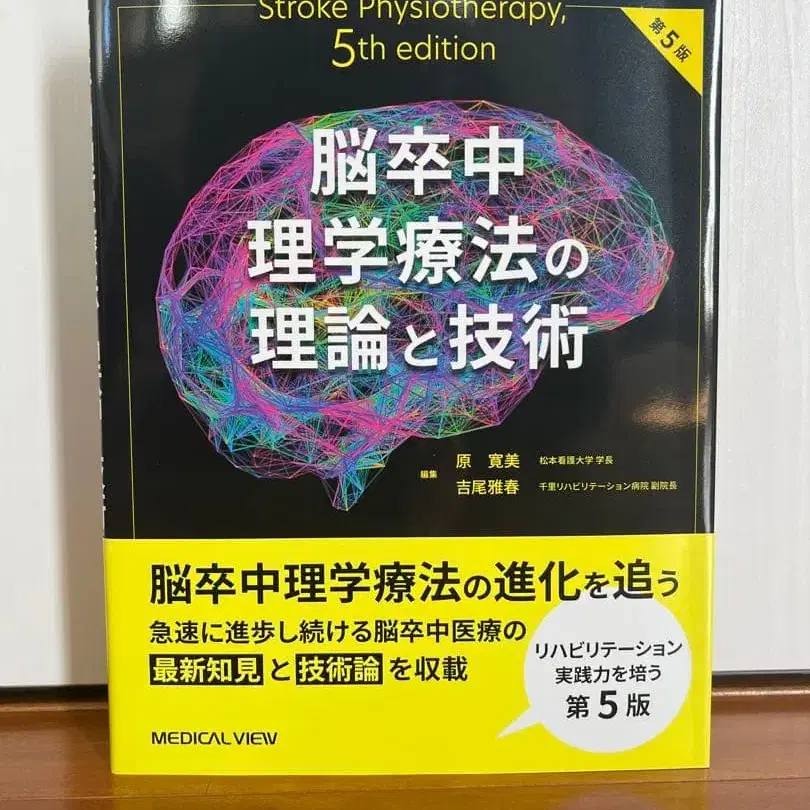 Stroke Physiotherapy,
5th edition
第5版
脳卒中
理学療法の
理論と技術
編集
原 寛美 松本看護大学 学長
吉尾雅春 千里リハビリテーション病院 副院長
脳卒中理学療法の進化を追う
急速に進歩し続ける脳卒中医療の
最新知見と技術論を収載
リハビリテーション
実践力を培う
第5版
MEDICAL VIEW